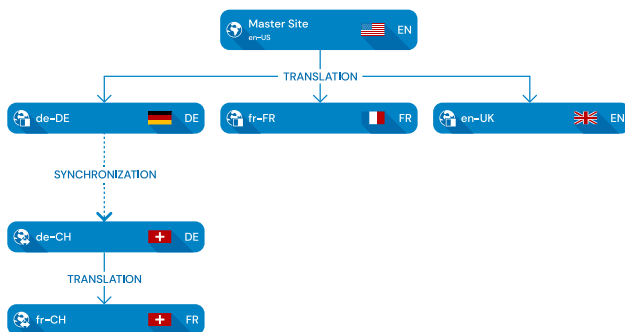 Master Site
en-US
EN
TRANSLATION
de-DE
DE
fr-FR
FR
en-UK
EN
SYNCHRONIZATION
de-CH
DE
TRANSLATION
fr-CH
FR